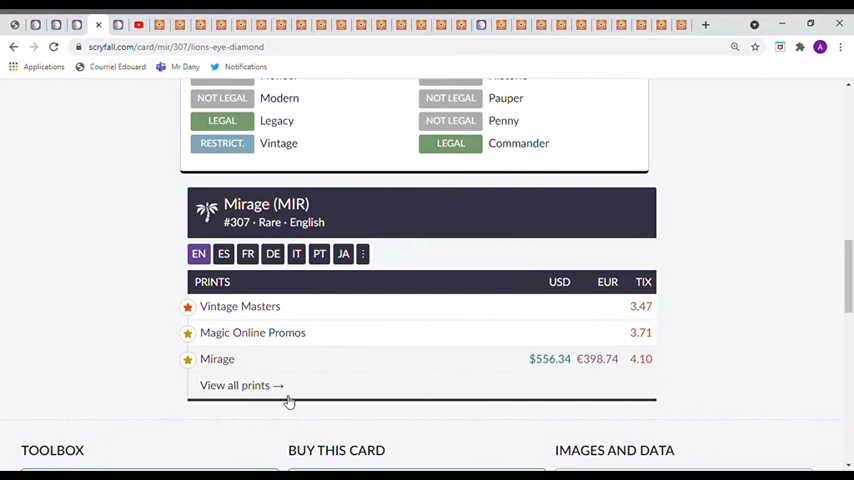 scryfall.com/card/mir/307/lions-eye-diamond
A
Applications Courriel Edouard Mr Dany Notifications
NOT LEGAL Modern NOT LEGAL Pauper
LEGAL Legacy NOT LEGAL Penny
RESTRICT. Vintage LEGAL Commander
Mirage (MIR)
#307 · Rare · English
EN ES FR DE IT PT JA
PRINTS USD EUR TIX
Vintage Masters 3.47
Magic Online Promos 3.71
Mirage $556.34 €398.74 4.10
View all prints →
TOOLBOX BUY THIS CARD IMAGES AND DATA